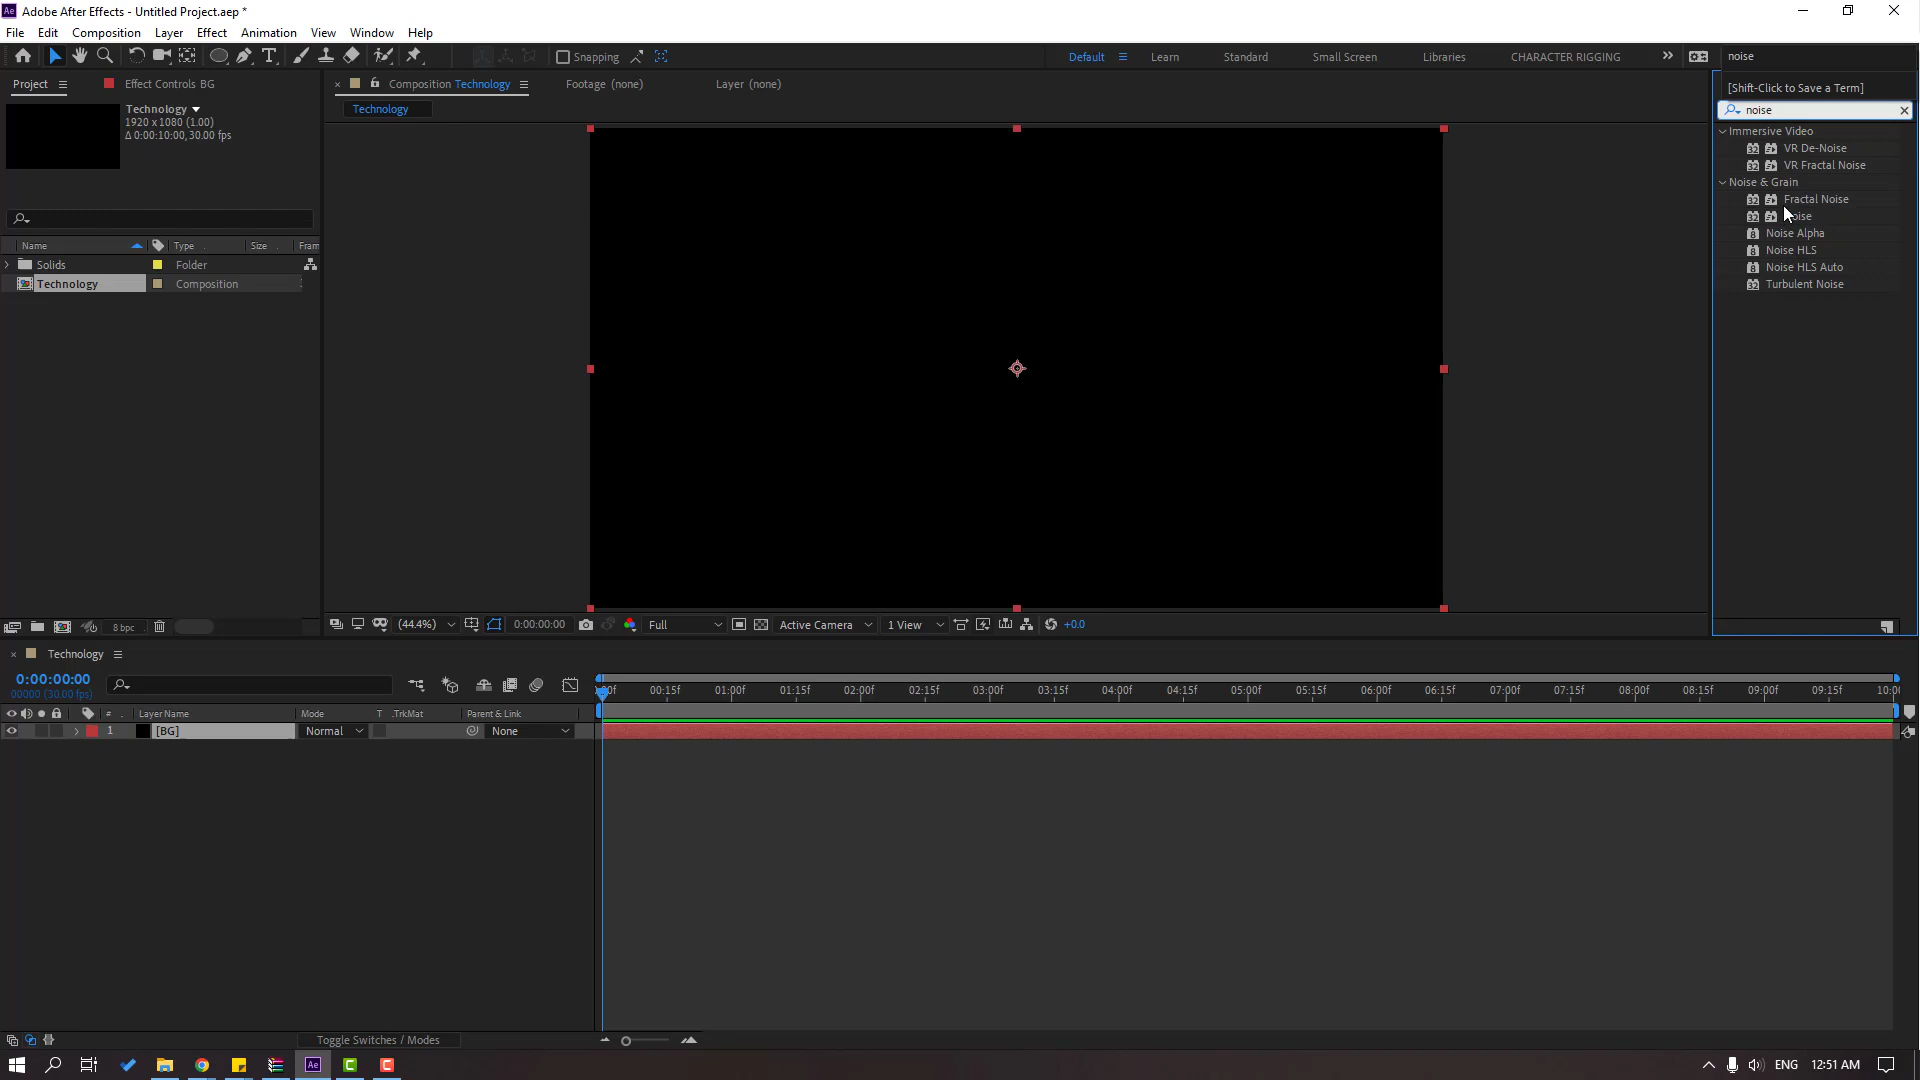 Adobe After Effects - Untitled Project.aep *
File Edit Composition Layer Effect Animation View Window Help
Snapping Default Learn Standard Small Screen Libraries CHARACTER RIGGING noise
Project Effect Controls BG Composition Technology Footage (none) Layer (none) [Shift-Click to Save a Term]
Technology
1920 x 1080 (1.00)
Δ 0:00:10:00, 30.00 fps
Technology
noise
Immersive Video
VR De-Noise
VR Fractal Noise
Noise & Grain
Fractal Noise
Noise Alpha
Noise HLS
Noise HLS Auto
Turbulent Noise
Name Type Size Fram
Solids Folder
Technology Composition
8 bpc (44.4%) 0:00:00:00 Full Active Camera 1 View +0.0
Technology
0:00:00:00
00000 (30.00 fps)
00:15f 01:00f 01:15f 02:00f 02:15f 03:00f 03:15f 04:00f 04:15f 05:00f 05:15f 06:00f 06:15f 07:00f 07:15f 08:00f 08:15f 09:00f 09:15f
# Layer Name Mode T .TrkMat Parent & Link
1 [BG] Normal None
Toggle Switches / Modes
ENG 12:51 AM